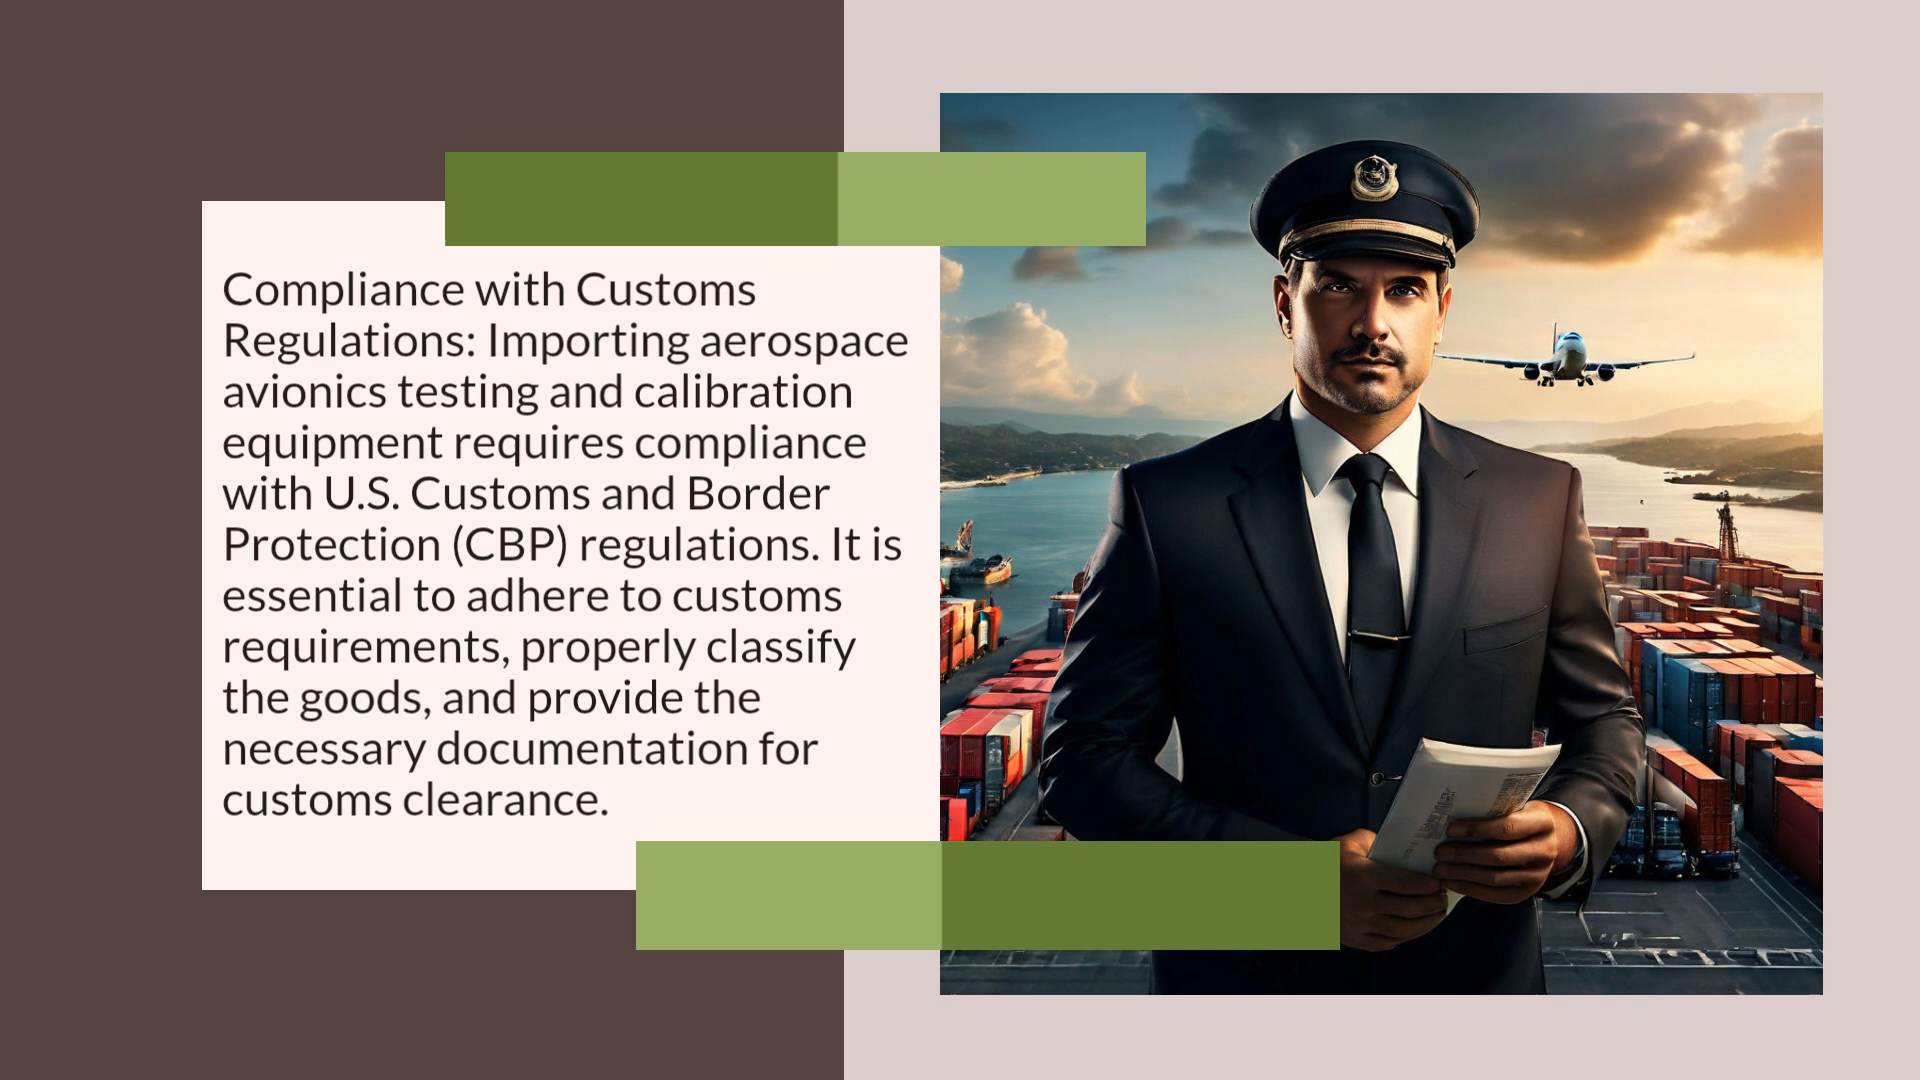 Compliance with Customs
Regulations: Importing aerospace
avionics testing and calibration
equipment requires compliance
with U.S. Customs and Border
Protection (CBP) regulations. It is
essential to adhere to customs
requirements, properly classify
the goods, and provide the
necessary documentation for
customs clearance.